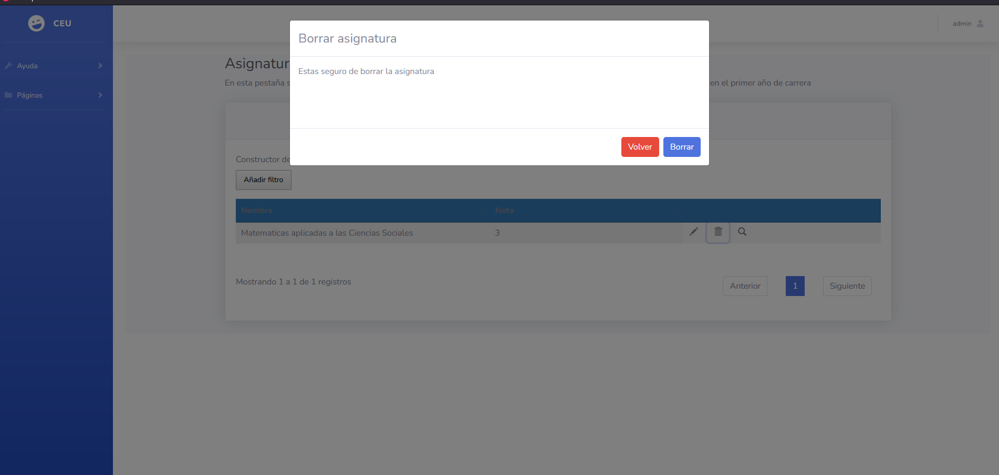 CEU
admin
Ayuda
Páginas
Borrar asignatura
Estas seguro de borrar la asignatura
Volver
Borrar
Asignatur
En esta pestaña s
en el primer año de carrera
Constructor de
Añadir filtro
Nombre Nota
Matematicas aplicadas a las Ciencias Sociales 3
Mostrando 1 a 1 de 1 registros
Anterior 1 Siguiente